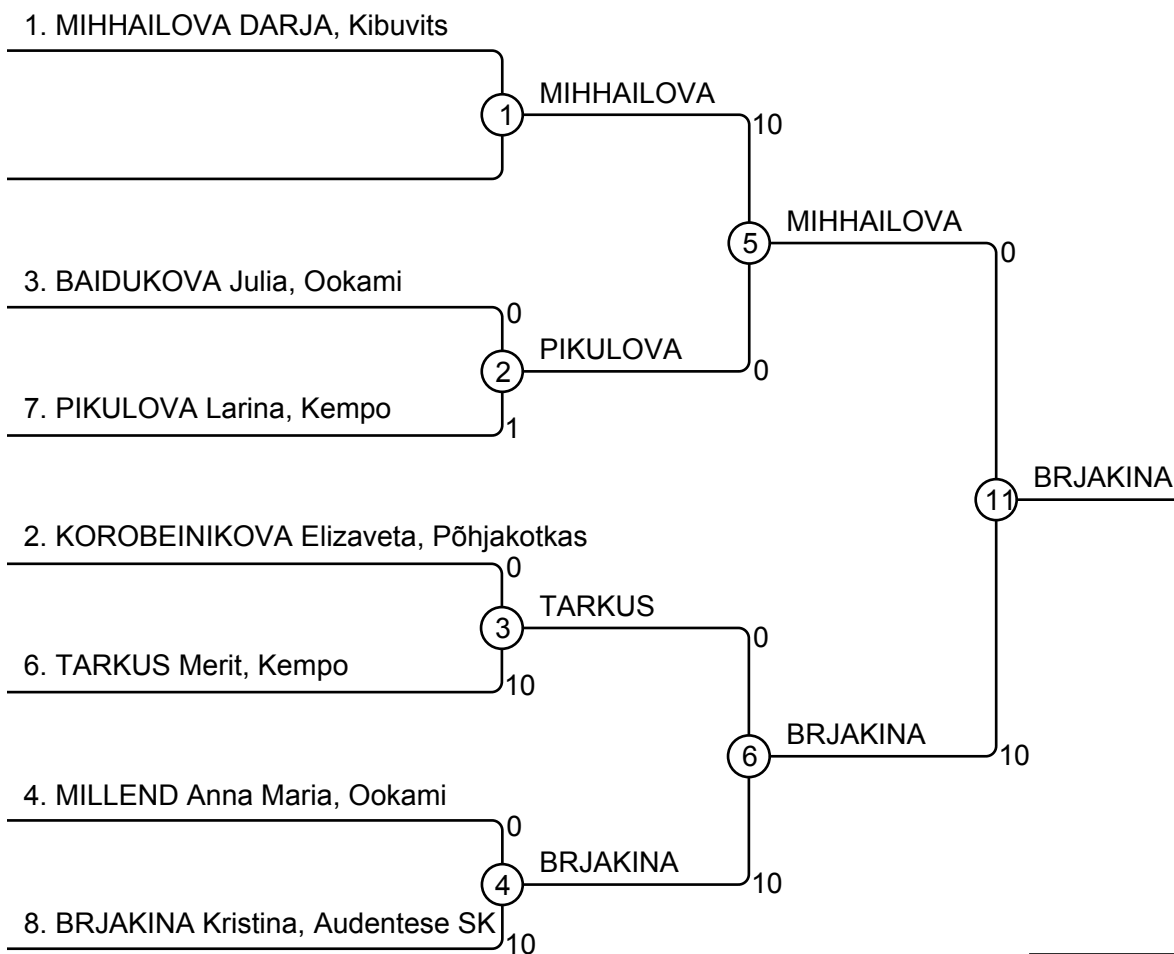 1. MIHHAILOVA DARJA, Kibuvits
1
MIHHAILOVA
10
5
MIHHAILOVA
0
3. BAIDUKOVA Julia, Ookami
0
2
PIKULOVA
0
7. PIKULOVA Larina, Kempo
1
11
BRJAKINA
2. KOROBEINIKOVA Elizaveta, Põhjakotkas
0
3
TARKUS
0
6. TARKUS Merit, Kempo
10
6
BRJAKINA
10
4. MILLEND Anna Maria, Ookami
0
4
BRJAKINA
10
8. BRJAKINA Kristina, Audentese SK
10